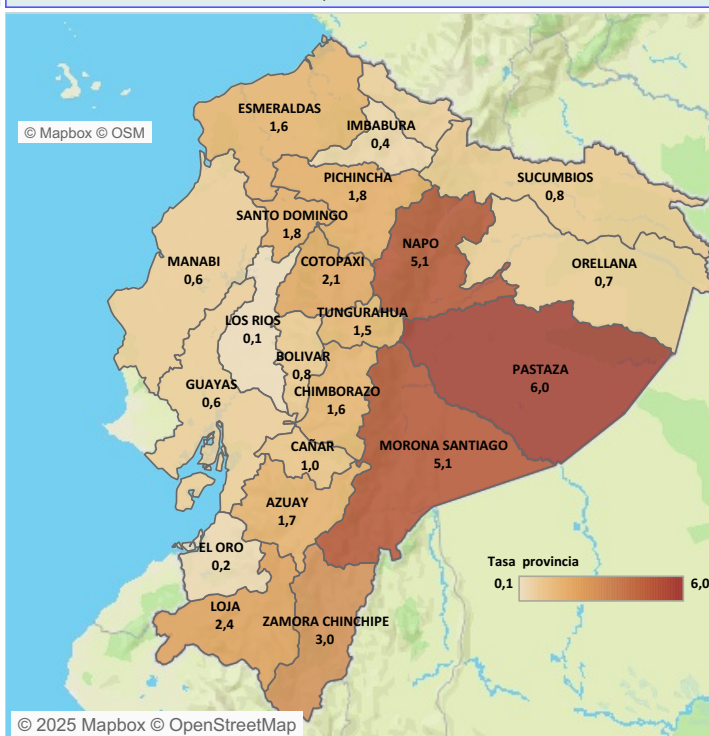 ESMERALDAS
1,6
© Mapbox © OSM
IMBABURA
0,4
PICHINCHA
1,8
SUCUMBIOS
0,8
SANTO DOMINGO
1,8
NAPO
5,1
MANABI
0,6
COTOPAXI
2,1
ORELLANA
0,7
TUNGURAHUA
1,5
LOS RIOS
0,1
BOLIVAR
0,8
PASTAZA
6,0
GUAYAS
0,6
CHIMBORAZO
1,6
CAÑAR
1,0
MORONA SANTIAGO
5,1
AZUAY
1,7
EL ORO
0,2
Tasa provincia
0,1 6,0
LOJA
2,4
ZAMORA CHINCHIPE
3,0
© 2025 Mapbox © OpenStreetMap